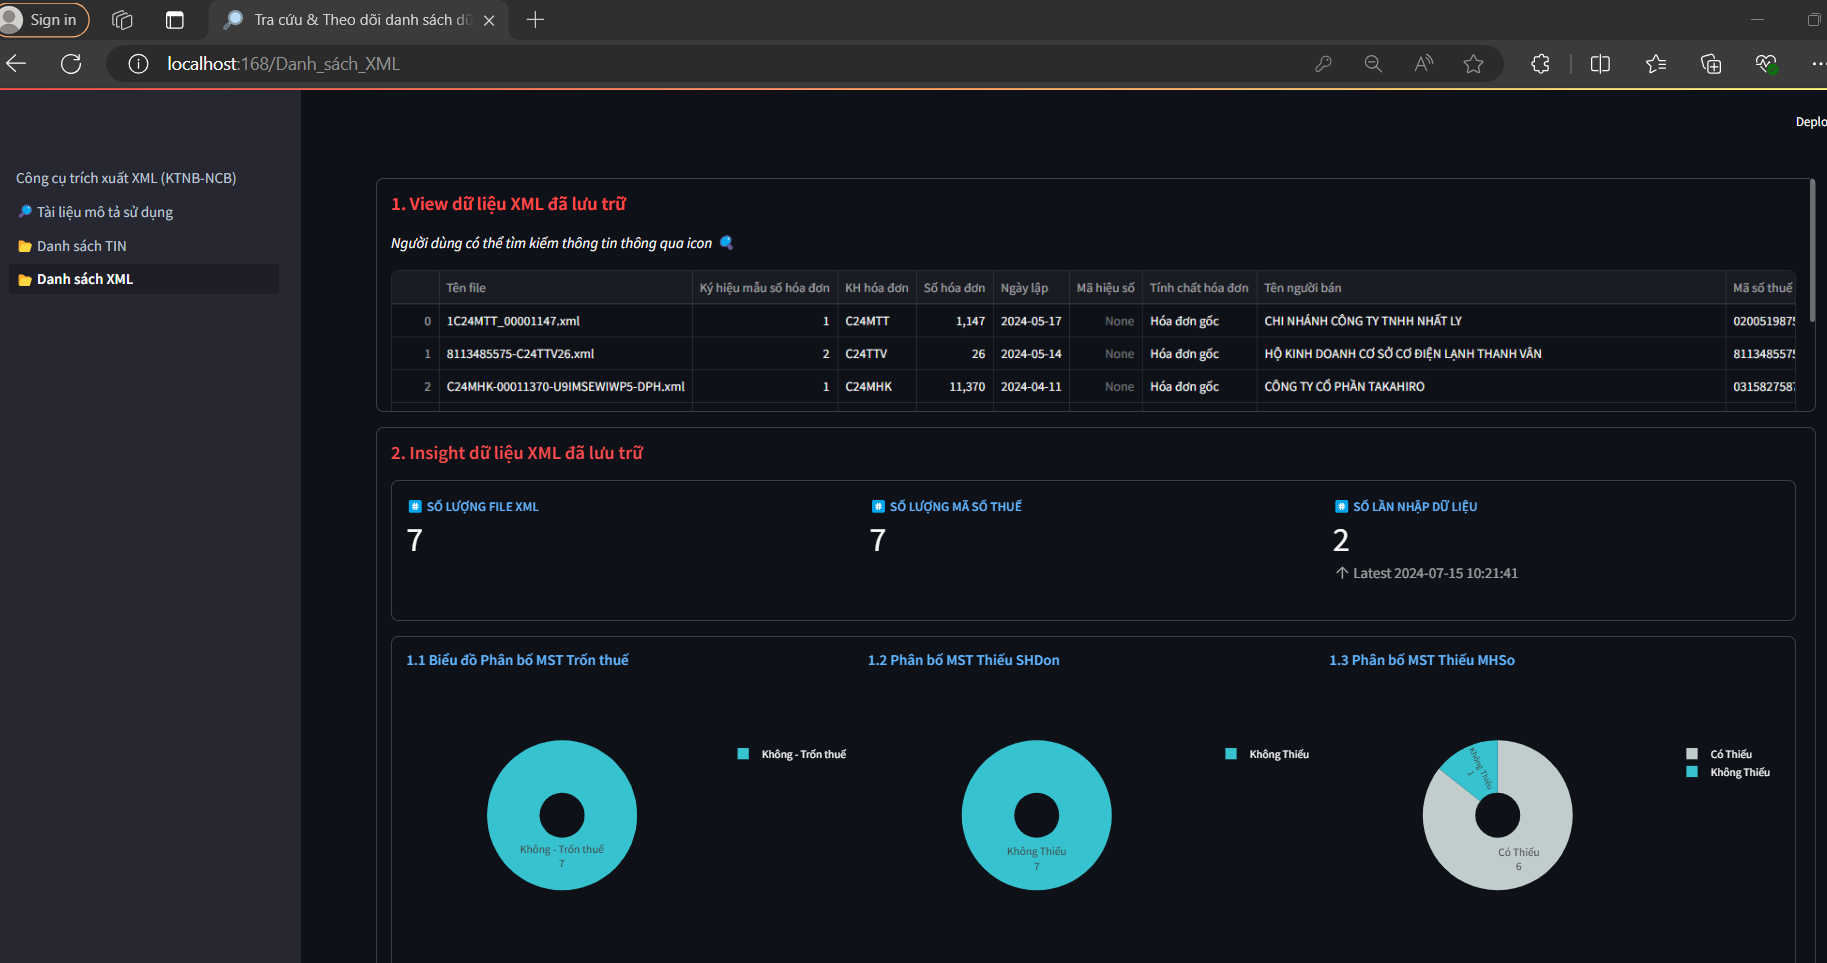 Sign in
Tra cứu & Theo dõi danh sách dữ
localhost:168/Danh_sách_XML
Deplo
Công cụ trích xuất XML (KTNB-NCB)
Tài liệu mô tả sử dụng
Danh sách TIN
Danh sách XML
1. View dữ liệu XML đã lưu trữ
Người dùng có thể tìm kiếm thông tin thông qua icon
Tên file Ký hiệu mẫu số hóa đơn KH hóa đơn Số hóa đơn Ngày lập Mã hiệu số Tính chất hóa đơn Tên người bán Mã số thuế
0 1C24MTT_00001147.xml 1 C24MTT 1,147 2024-05-17 None Hóa đơn gốc CHI NHÁNH CÔNG TY TNHH NHẤT LY 020051987
1 8113485575-C24TTV26.xml 2 C24TTV 26 2024-05-14 None Hóa đơn gốc HỘ KINH DOANH CƠ SỞ CƠ ĐIỆN LẠNH THANH VÂN 811348557
2 C24MHK-00011370-U9IMSEWIWP5-DPH.xml 1 C24MHK 11,370 2024-04-11 None Hóa đơn gốc CÔNG TY CỔ PHẦN TAKAHIRO 031582758
2. Insight dữ liệu XML đã lưu trữ
# SỐ LƯỢNG FILE XML
7
# SỐ LƯỢNG MÃ SỐ THUẾ
7
# SỐ LẦN NHẬP DỮ LIỆU
2
↑ Latest 2024-07-15 10:21:41
1.1 Biểu đồ Phân bố MST Trốn thuế
Không - Trốn thuế
Không - Trốn thuế
7
1.2 Phân bố MST Thiếu SHDon
Không Thiếu
Không Thiếu
7
1.3 Phân bố MST Thiếu MHSo
Có Thiếu
Không Thiếu
Không Thiếu
1
Có Thiếu
6